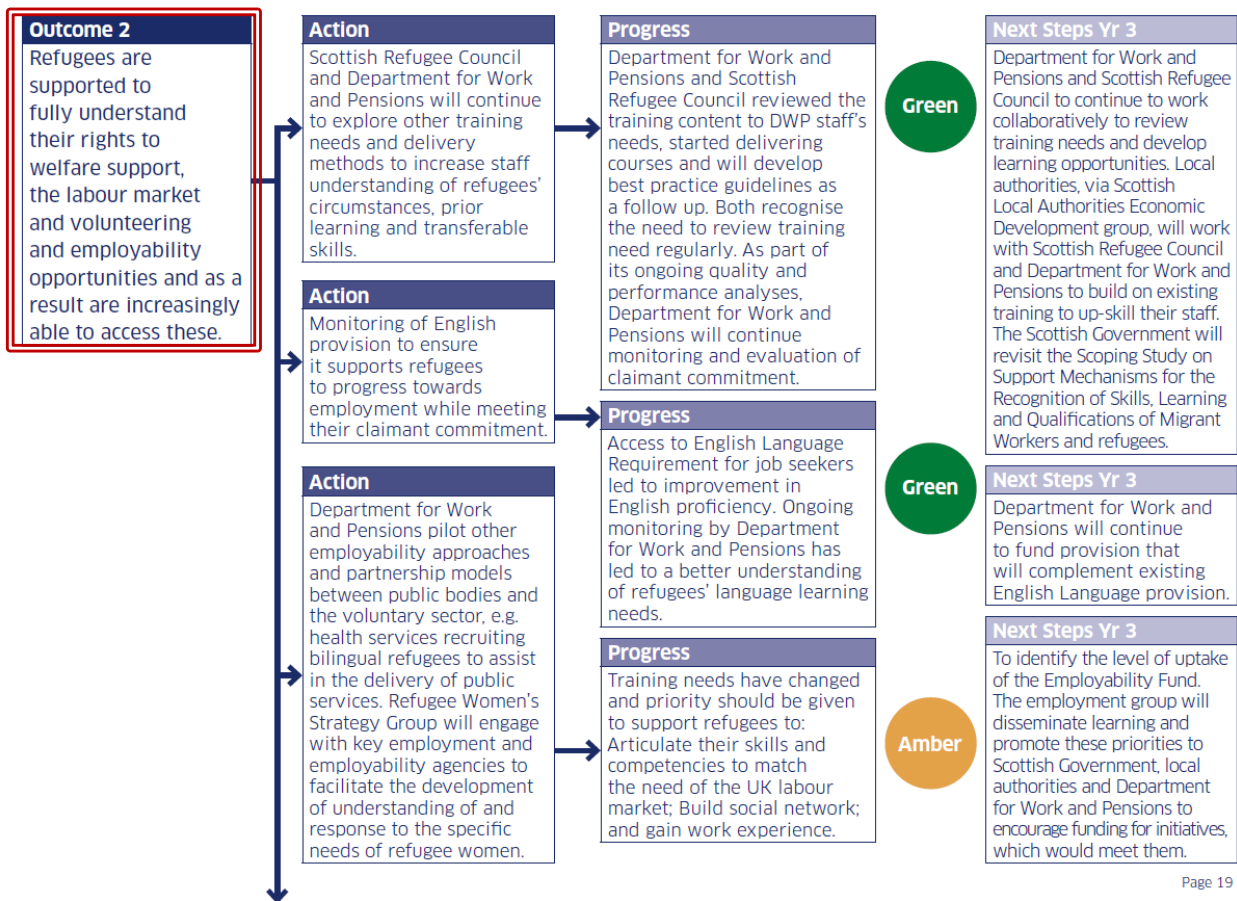 Outcome 2
Refugees are
supported to
fully understand
their rights to
welfare support,
the labour market
and volunteering
and employability
opportunities and as a
result are increasingly
able to access these.
Action
Scottish Refugee Council
and Department for Work
and Pensions will continue
to explore other training
needs and delivery
methods to increase staff
understanding of refugees'
circumstances, prior
learning and transferable
skills.
Progress
Department for Work and
Pensions and Scottish
Refugee Council reviewed the
training content to DWP staff's
needs, started delivering
courses and will develop
best practice guidelines as
a follow up. Both recognise
the need to review training
need regularly. As part of
its ongoing quality and
performance analyses,
Department for Work and
Pensions will continue
monitoring and evaluation of
claimant commitment.
Green
Next Steps Yr 3
Department for Work and
Pensions and Scottish Refugee
Council to continue to work
collaboratively to review
training needs and develop
learning opportunities. Local
authorities, via Scottish
Local Authorities Economic
Development group, will work
with Scottish Refugee Council
and Department for Work and
Pensions to build on existing
training to up-skill their staff.
The Scottish Government will
revisit the Scoping Study on
Support Mechanisms for the
Recognition of Skills, Learning
and Qualifications of Migrant
Workers and refugees.
Action
Monitoring of English
provision to ensure
it supports refugees
to progress towards
employment while meeting
their claimant commitment.
Progress
Access to English Language
Requirement for job seekers
led to improvement in
English proficiency. Ongoing
monitoring by Department
for Work and Pensions has
led to a better understanding
of refugees' language learning
needs.
Green
Next Steps Yr 3
Department for Work and
Pensions will continue
to fund provision that
will complement existing
English Language provision.
Action
Department for Work
and Pensions pilot other
employability approaches
and partnership models
between public bodies and
the voluntary sector, e.g.
health services recruiting
bilingual refugees to assist
in the delivery of public
services. Refugee Women's
Strategy Group will engage
with key employment and
employability agencies to
facilitate the development
of understanding of and
response to the specific
needs of refugee women.
Progress
Training needs have changed
and priority should be given
to support refugees to:
Articulate their skills and
competencies to match
the need of the UK labour
market; Build social network;
and gain work experience.
Amber
Next Steps Yr 3
To identify the level of uptake
of the Employability Fund.
The employment group will
disseminate learning and
promote these priorities to
Scottish Government, local
authorities and Department
for Work and Pensions to
encourage funding for initiatives,
which would meet them.
Page 19